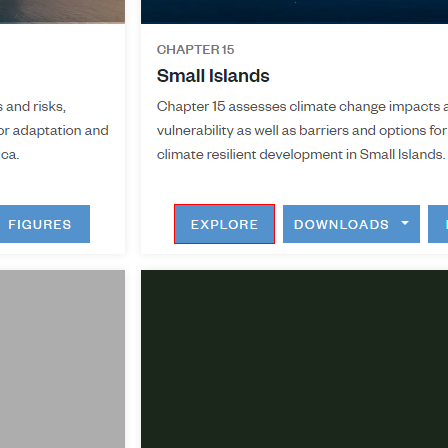 s and risks,
or adaptation and
ca.
FIGURES
CHAPTER 15
Small Islands
Chapter 15 assesses climate change impacts a
vulnerability as well as barriers and options for
climate resilient development in Small Islands.
EXPLORE
DOWNLOADS